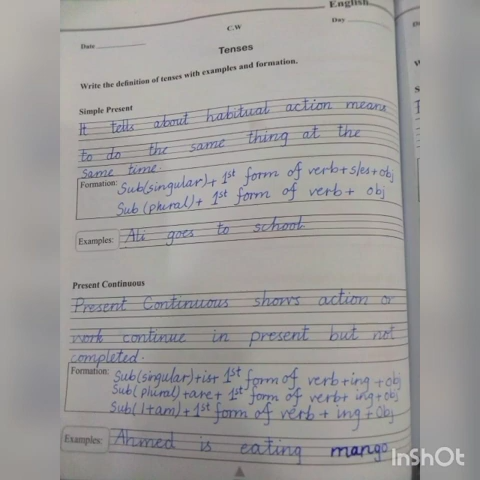 English
C.W
Day
Date
Tenses
Write the definition of tenses with examples and formation.
Simple Present
It tells about habitual action means
to do the same thing at the
same time.
Formation: Sub(singular)+ 1st form of verb+s/es+obj
Sub (plural)+ 1st form of verb+ obj
Examples: Ali goes to school.
Present Continuous
Present Continuous shows action or
work continue in present but not
completed.
Formation: Sub(singular)+is+ 1st form of verb+ing+obj
Sub( plural)+are+ 1st form of verb+ ing+obj
Sub( I+am)+1st form of verb + ing+Obj
Examples: Ahmed is eating mango
InShOt